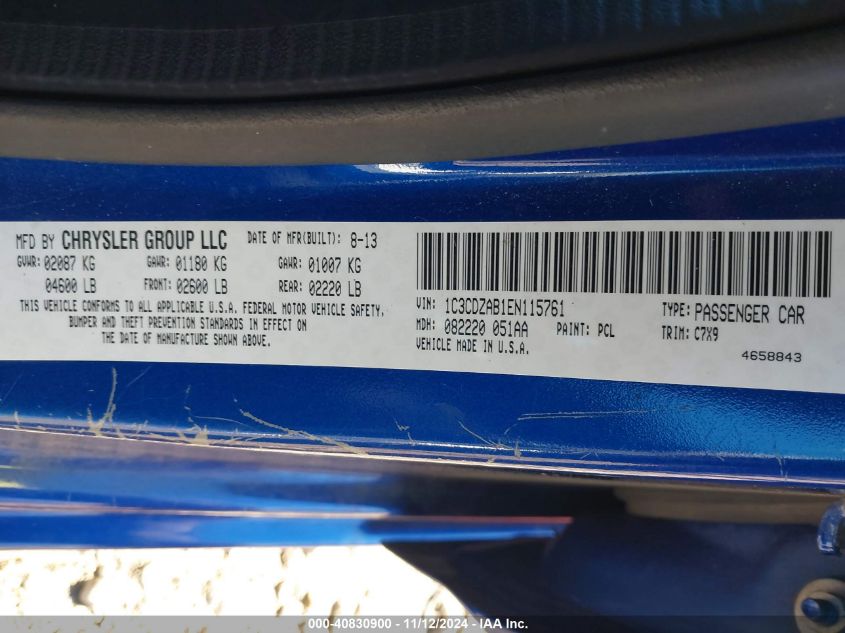 MFD BY CHRYSLER GROUP LLC DATE OF MFR(BUILT): 8-13
GVWR: 02087 KG GAWR: 01180 KG GAWR: 01007 KG
04600 LB FRONT: 02600 LB REAR: 02220 LB
THIS VEHICLE CONFORMS TO ALL APPLICABLE U.S.A. FEDERAL MOTOR VEHICLE SAFETY,
BUMPER AND THEFT PREVENTION STANDARDS IN EFFECT ON
THE DATE OF MANUFACTURE SHOWN ABOVE.
VIN: 1C3CDZAB1EN115761 TYPE: PASSENGER CAR
MDH: 082220 051AA PAINT: PCL TRIM: C7X9
VEHICLE MADE IN U.S.A. 4658843
000-40830900 - 11/12/2024 - IAA Inc.